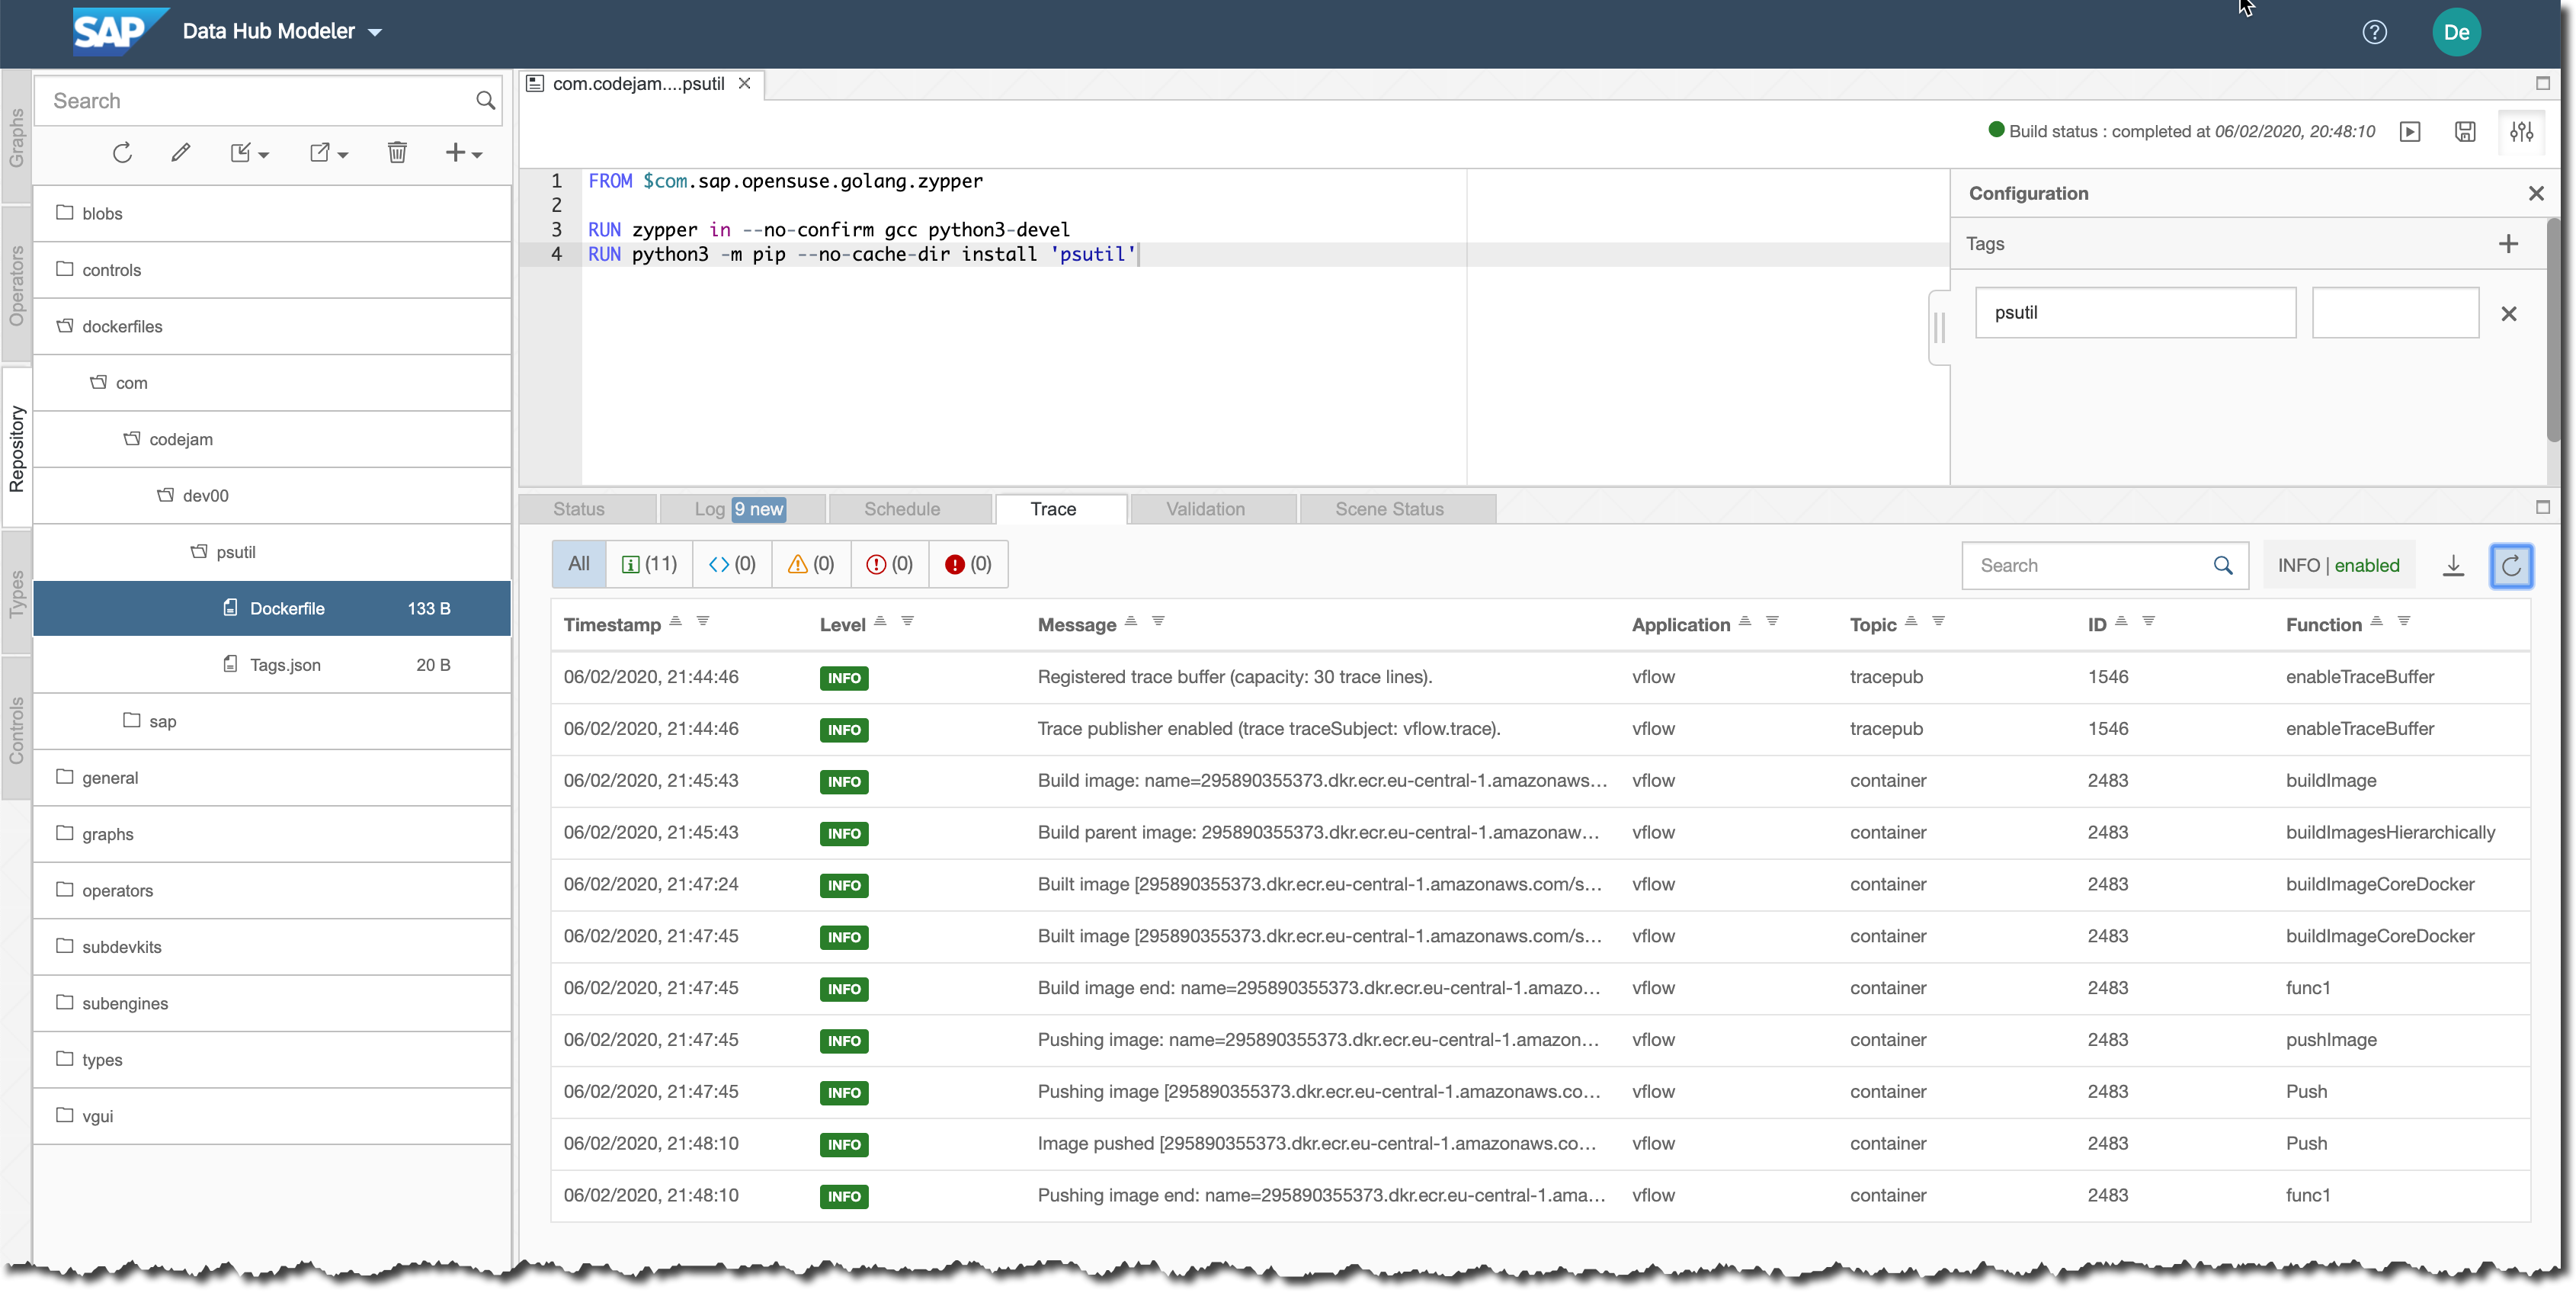 SAP Data Hub Modeler
De
Graphs
Operators
Repository
Types
Controls
Search
blobs
controls
dockerfiles
com
codejam
dev00
psutil
Dockerfile 133 B
Tags.json 20 B
sap
general
graphs
operators
subdevkits
subengines
types
vgui
com.codejam....psutil
Build status : completed at 06/02/2020, 20:48:10
1 FROM $com.sap.opensuse.golang.zypper
2
3 RUN zypper in --no-confirm gcc python3-devel
4 RUN python3 -m pip --no-cache-dir install 'psutil'
Configuration
Tags
psutil
Status Log 9 new Schedule Trace Validation Scene Status
All (11) (0) (0) (0) (0) Search INFO | enabled
Timestamp Level Message Application Topic ID Function
06/02/2020, 21:44:46 INFO Registered trace buffer (capacity: 30 trace lines). vflow tracepub 1546 enableTraceBuffer
06/02/2020, 21:44:46 INFO Trace publisher enabled (trace traceSubject: vflow.trace). vflow tracepub 1546 enableTraceBuffer
06/02/2020, 21:45:43 INFO Build image: name=295890355373.dkr.ecr.eu-central-1.amazonaws... vflow container 2483 buildImage
06/02/2020, 21:45:43 INFO Build parent image: 295890355373.dkr.ecr.eu-central-1.amazonaw... vflow container 2483 buildImagesHierarchically
06/02/2020, 21:47:24 INFO Built image [295890355373.dkr.ecr.eu-central-1.amazonaws.com/s... vflow container 2483 buildImageCoreDocker
06/02/2020, 21:47:45 INFO Built image [295890355373.dkr.ecr.eu-central-1.amazonaws.com/s... vflow container 2483 buildImageCoreDocker
06/02/2020, 21:47:45 INFO Build image end: name=295890355373.dkr.ecr.eu-central-1.amazo... vflow container 2483 func1
06/02/2020, 21:47:45 INFO Pushing image: name=295890355373.dkr.ecr.eu-central-1.amazon... vflow container 2483 pushImage
06/02/2020, 21:47:45 INFO Pushing image [295890355373.dkr.ecr.eu-central-1.amazonaws.co... vflow container 2483 Push
06/02/2020, 21:48:10 INFO Image pushed [295890355373.dkr.ecr.eu-central-1.amazonaws.co... vflow container 2483 Push
06/02/2020, 21:48:10 INFO Pushing image end: name=295890355373.dkr.ecr.eu-central-1.ama... vflow container 2483 func1